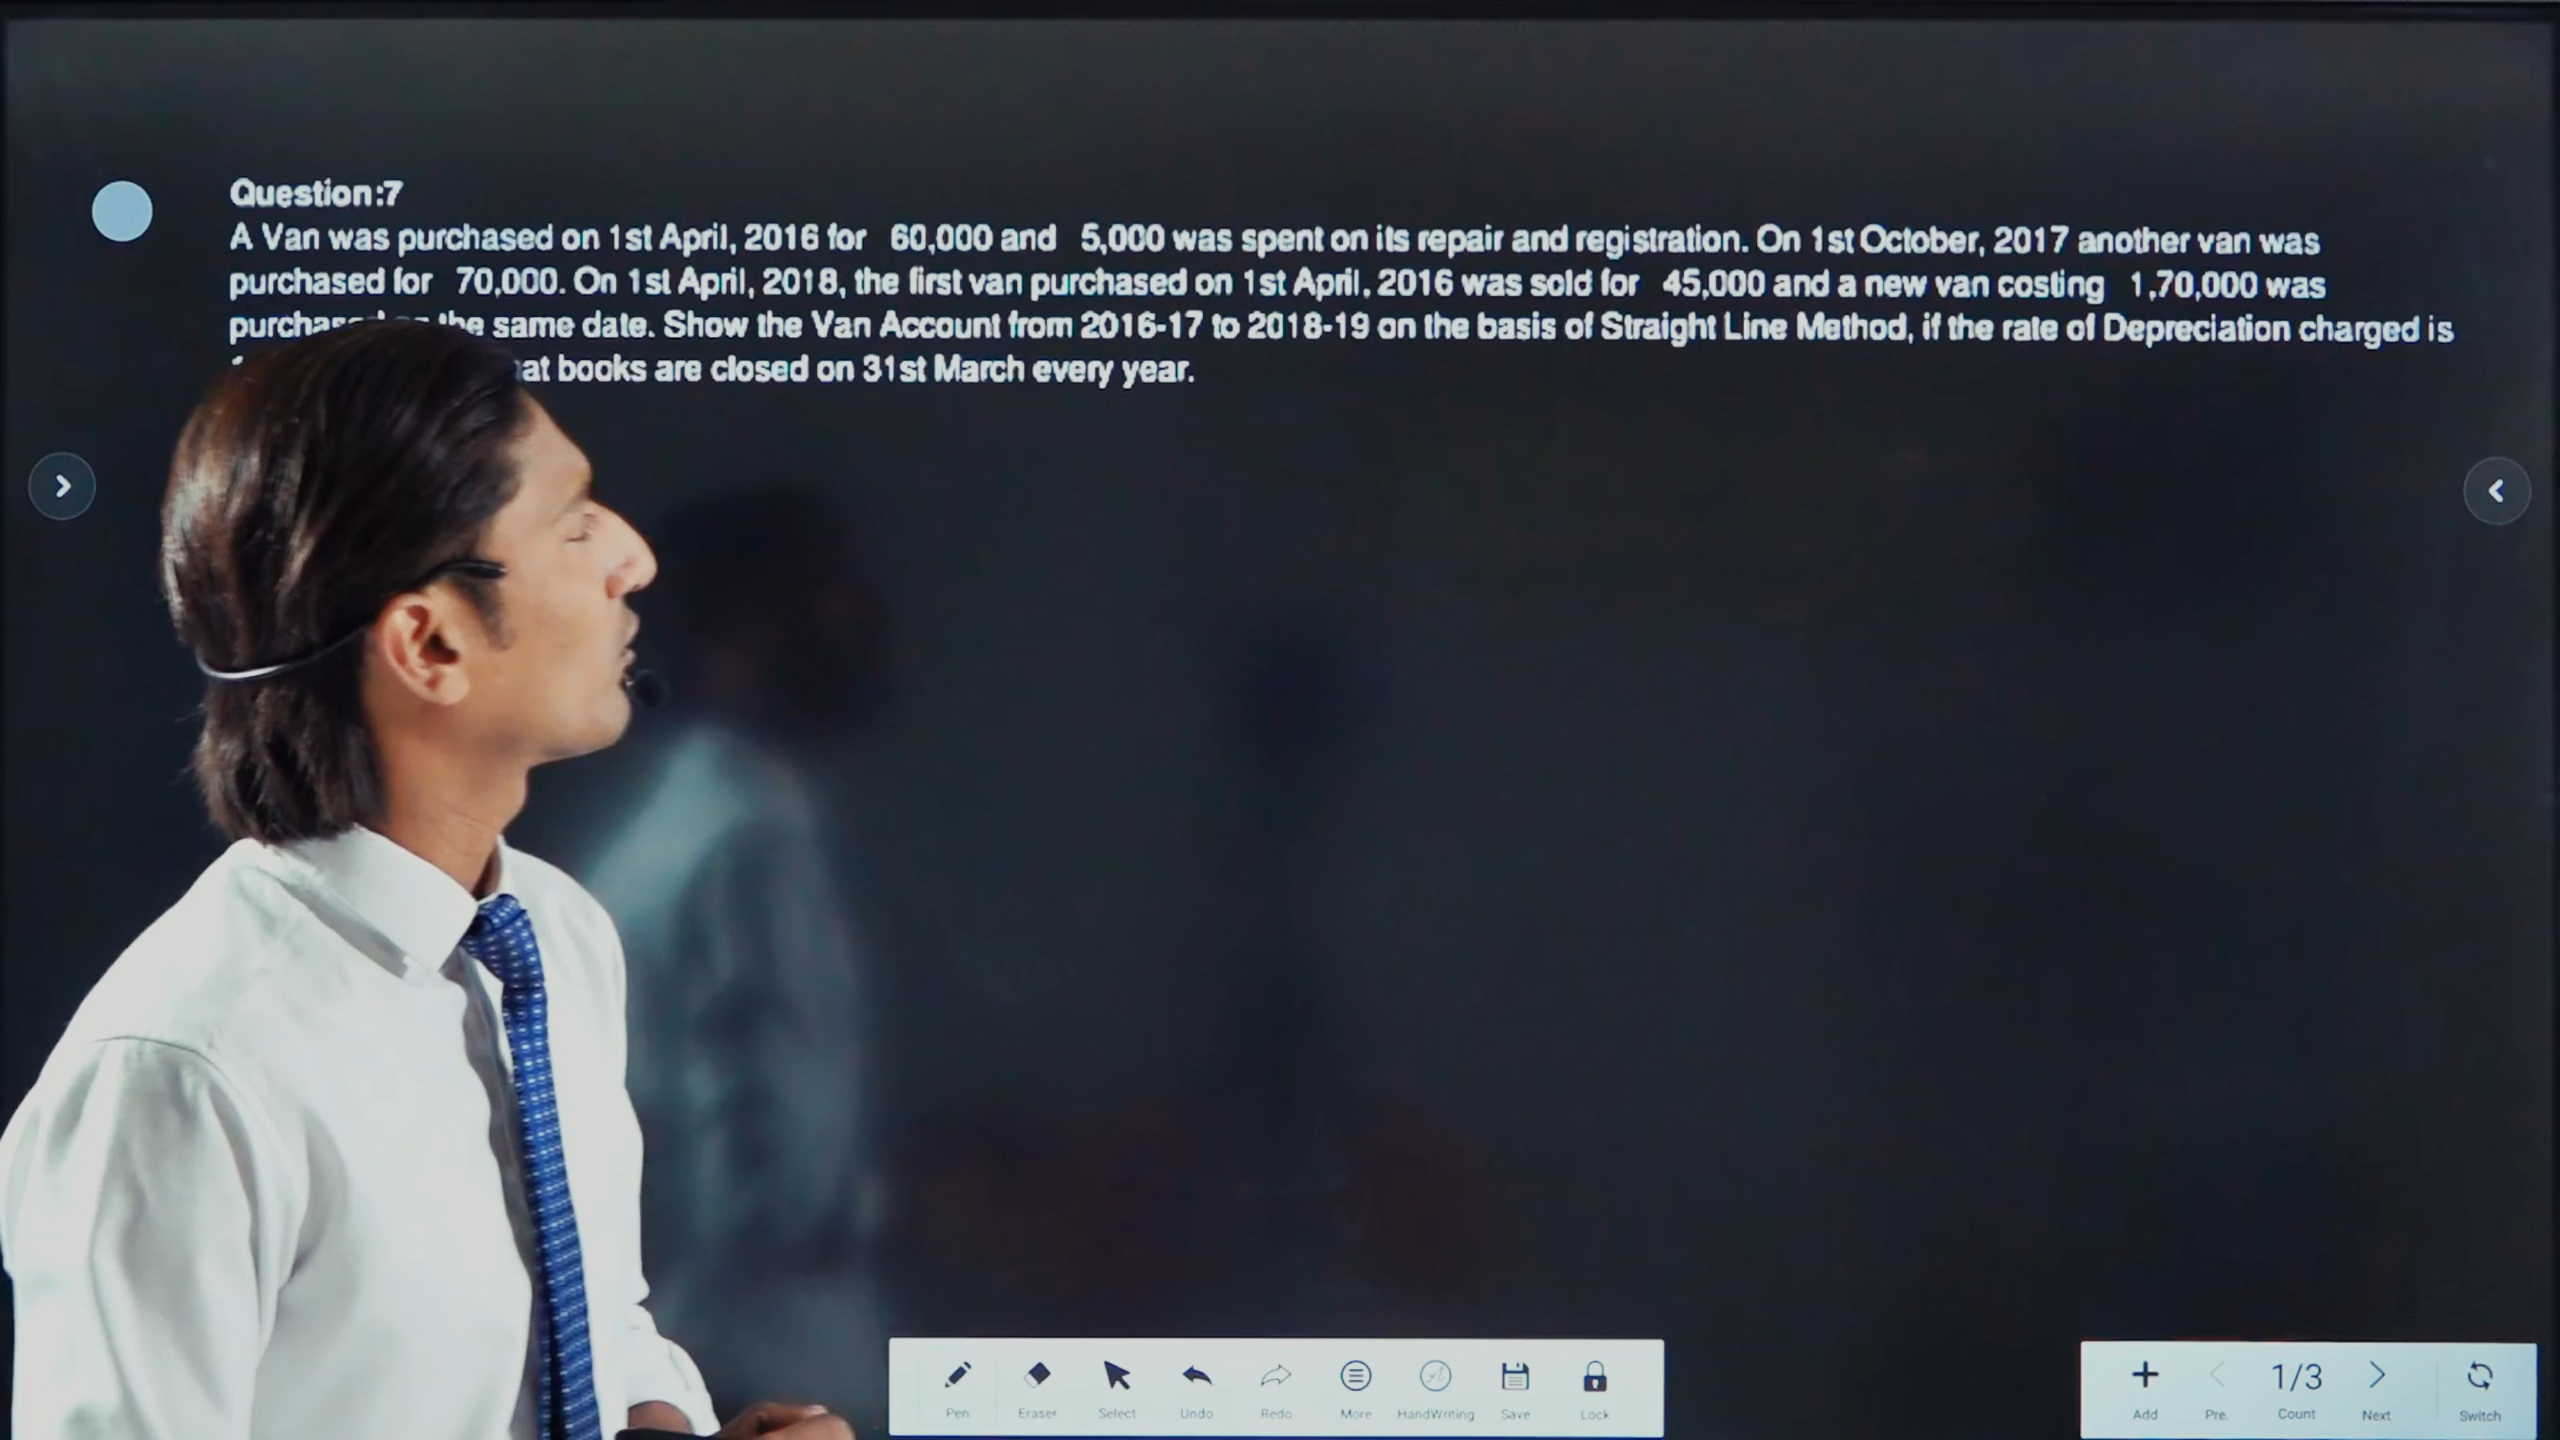 Question:7
A Van was purchased on 1st April, 2016 for 60,000 and 5,000 was spent on its repair and registration. On 1st October, 2017 another van was
purchased for 70,000. On 1st April, 2018, the first van purchased on 1st April, 2016 was sold for 45,000 and a new van costing 1,70,000 was
the same date. Show the Van Account from 2016-17 to 2018-19 on the basis of Straight Line Method, if the rate of Depreciation charged is
books are closed on 31st March every year.
Pen Eraser Select Undo Redo More HandWriting Save Lock
1/3
Add Pre. Count Next Switch